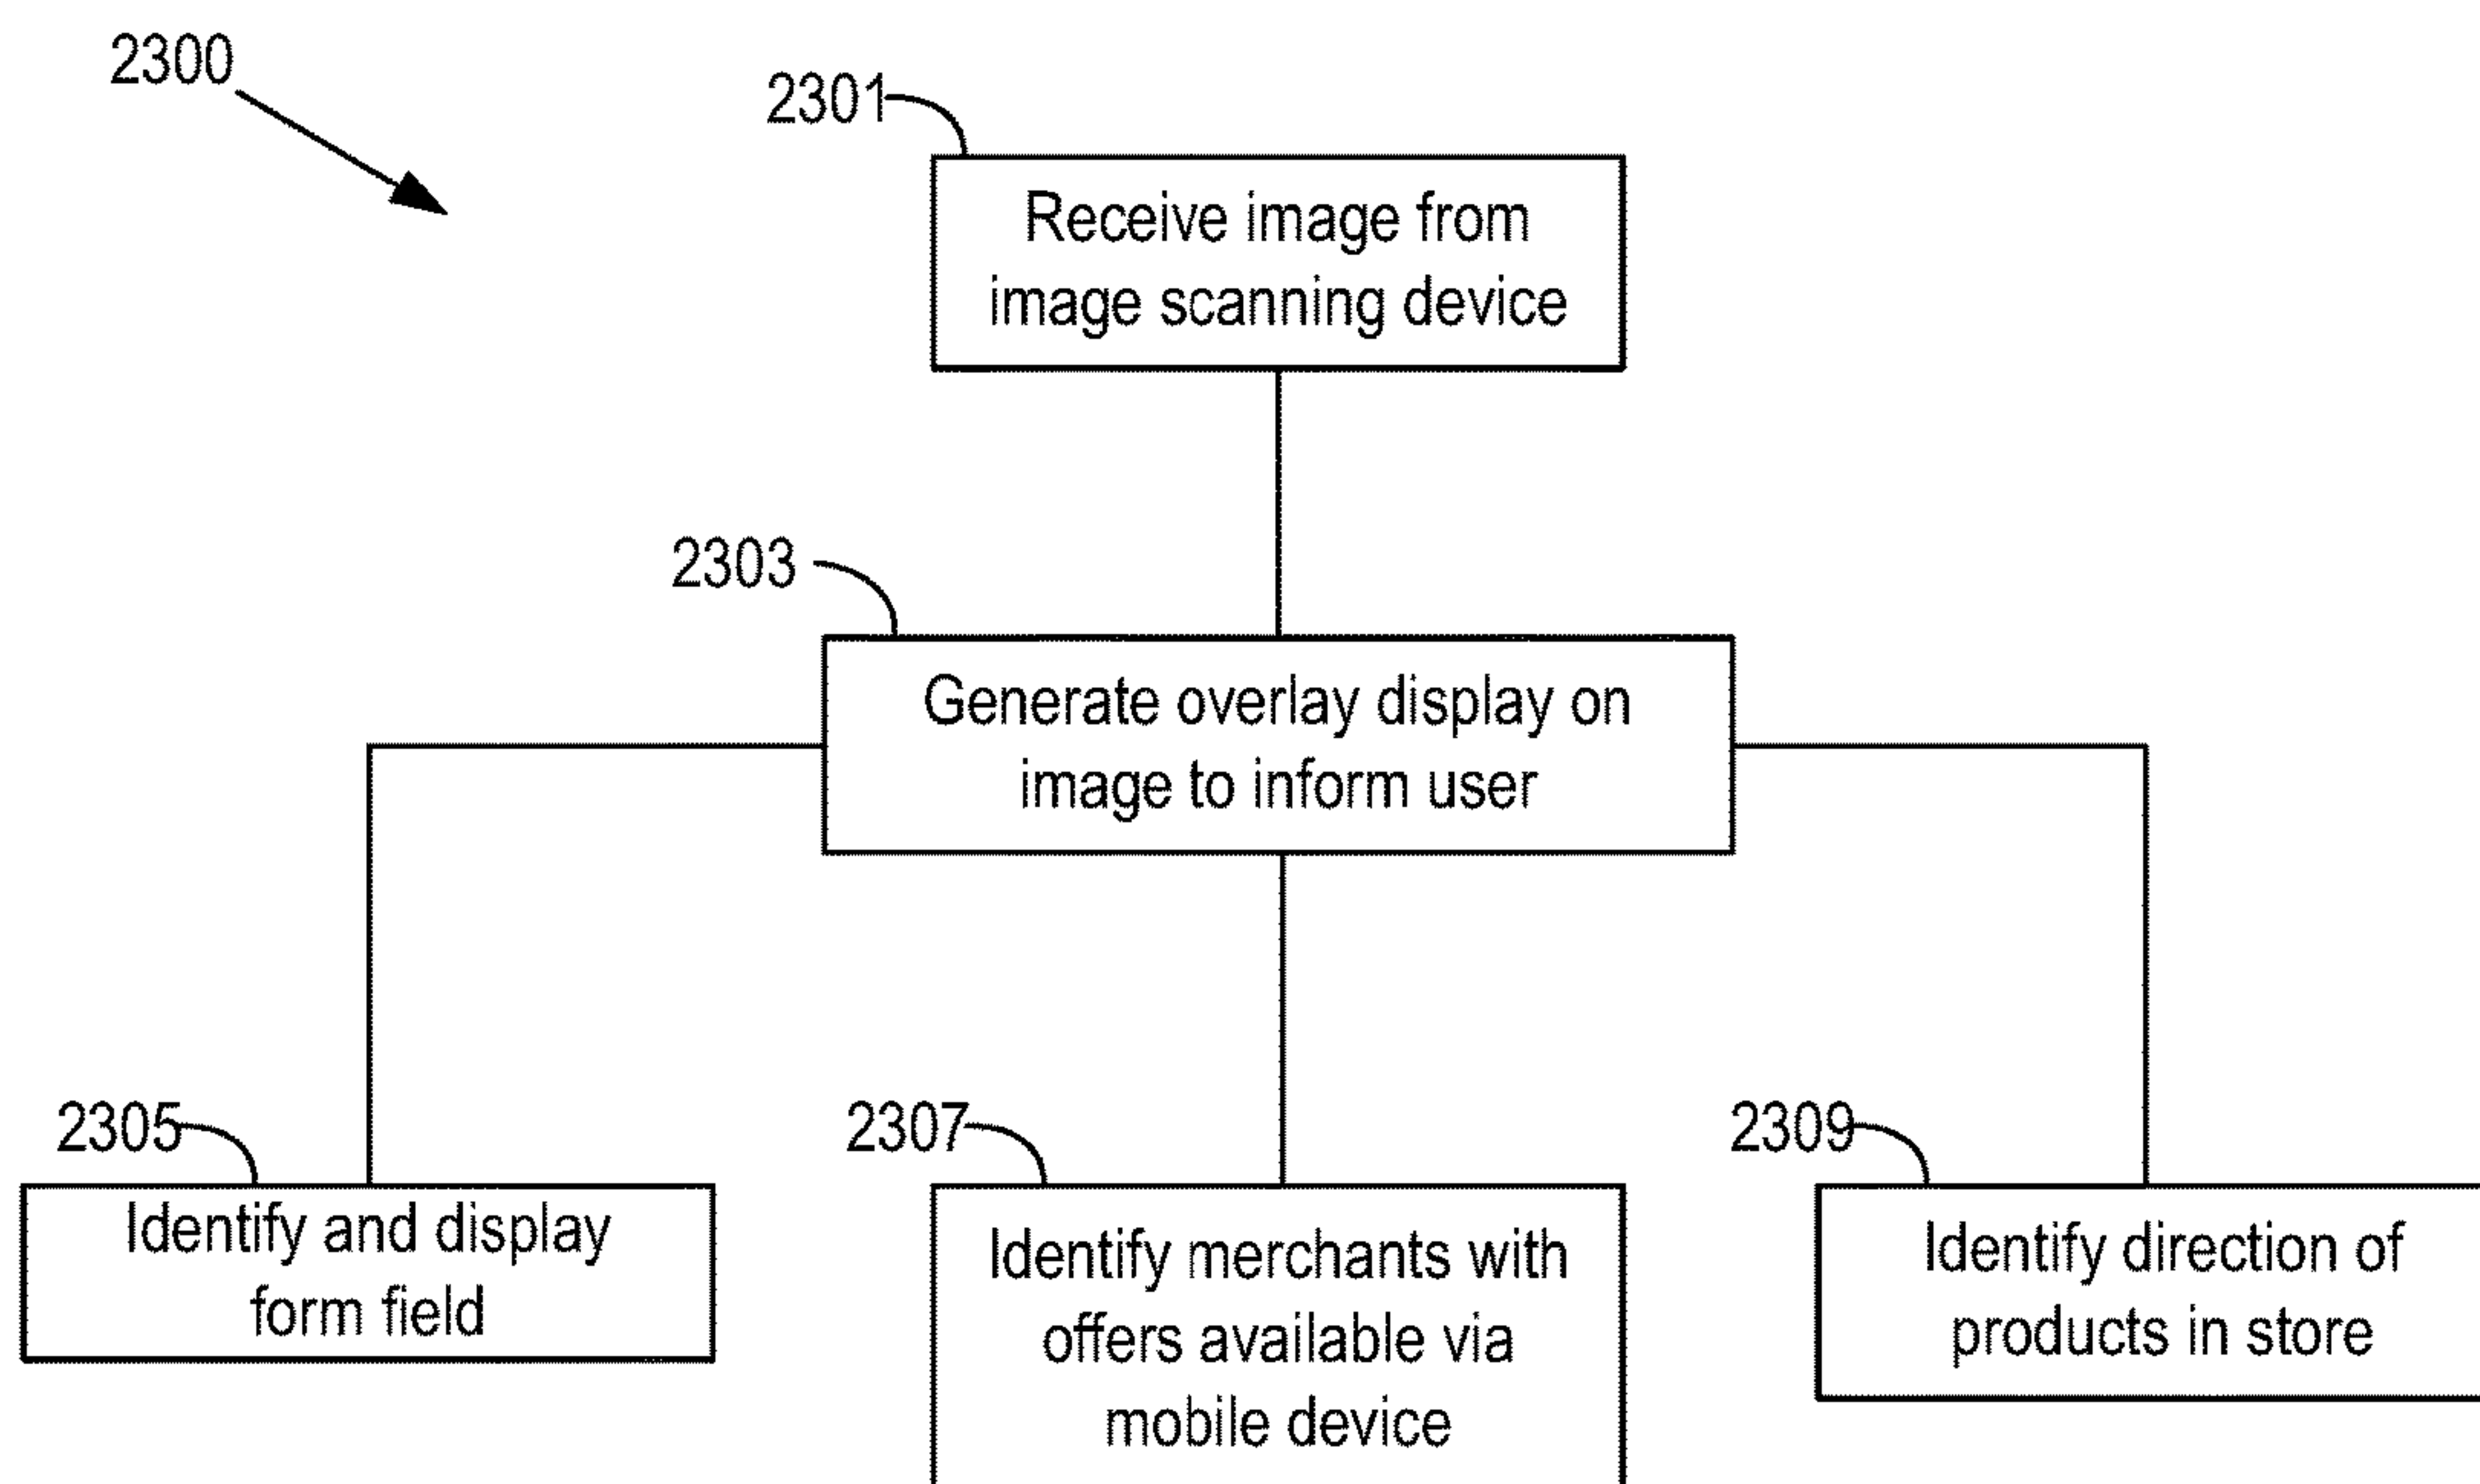 2300
2301
Receive image from
image scanning device
2303
Generate overlay display on
image to inform user
2305
Identify and display
form field
2307
Identify merchants with
offers available via
mobile device
2309
Identify direction of
products in store